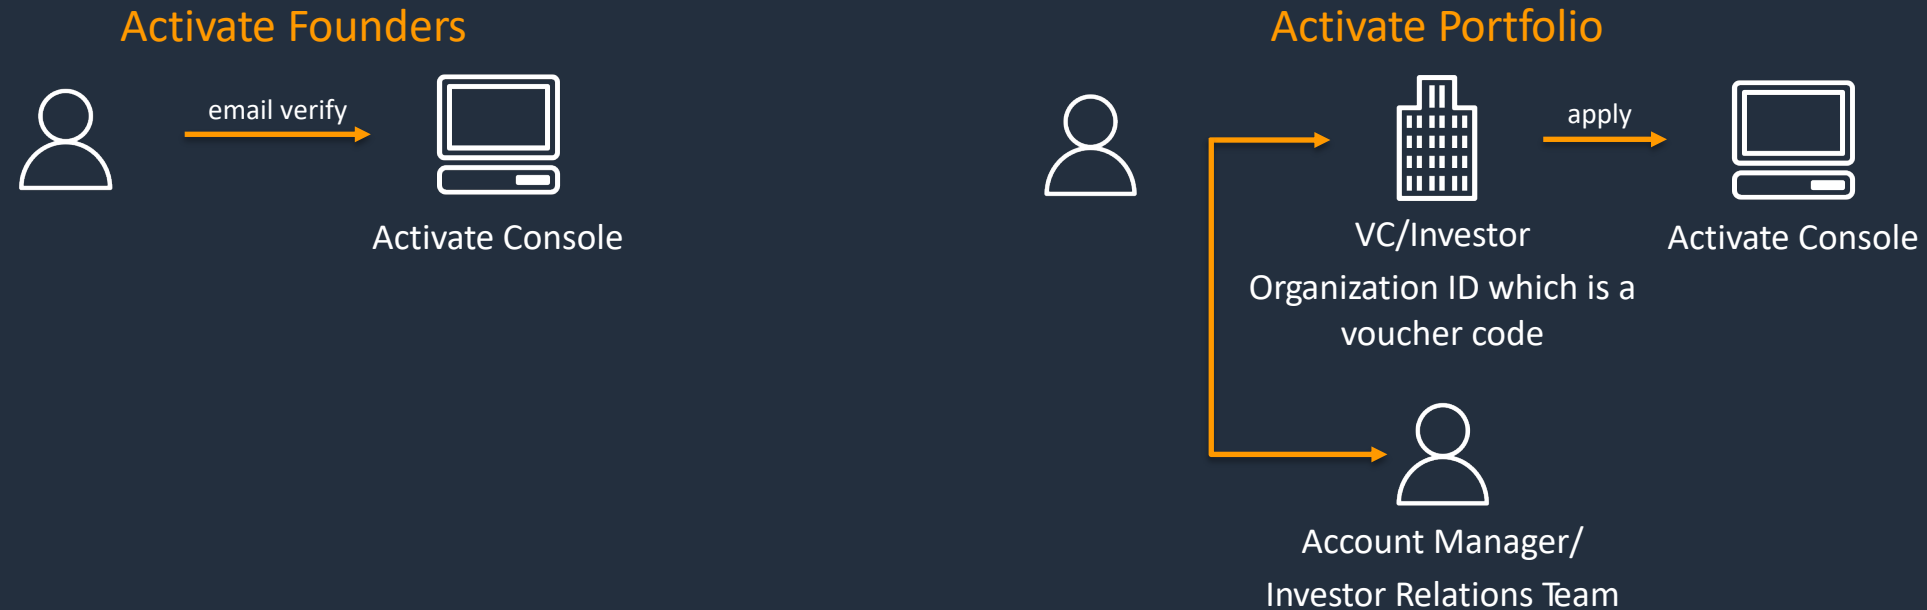 Activate Founders
email verify
Activate Console
Activate Portfolio
apply
VC/Investor
Organization ID which is a
voucher code
Activate Console
Account Manager/
Investor Relations Team